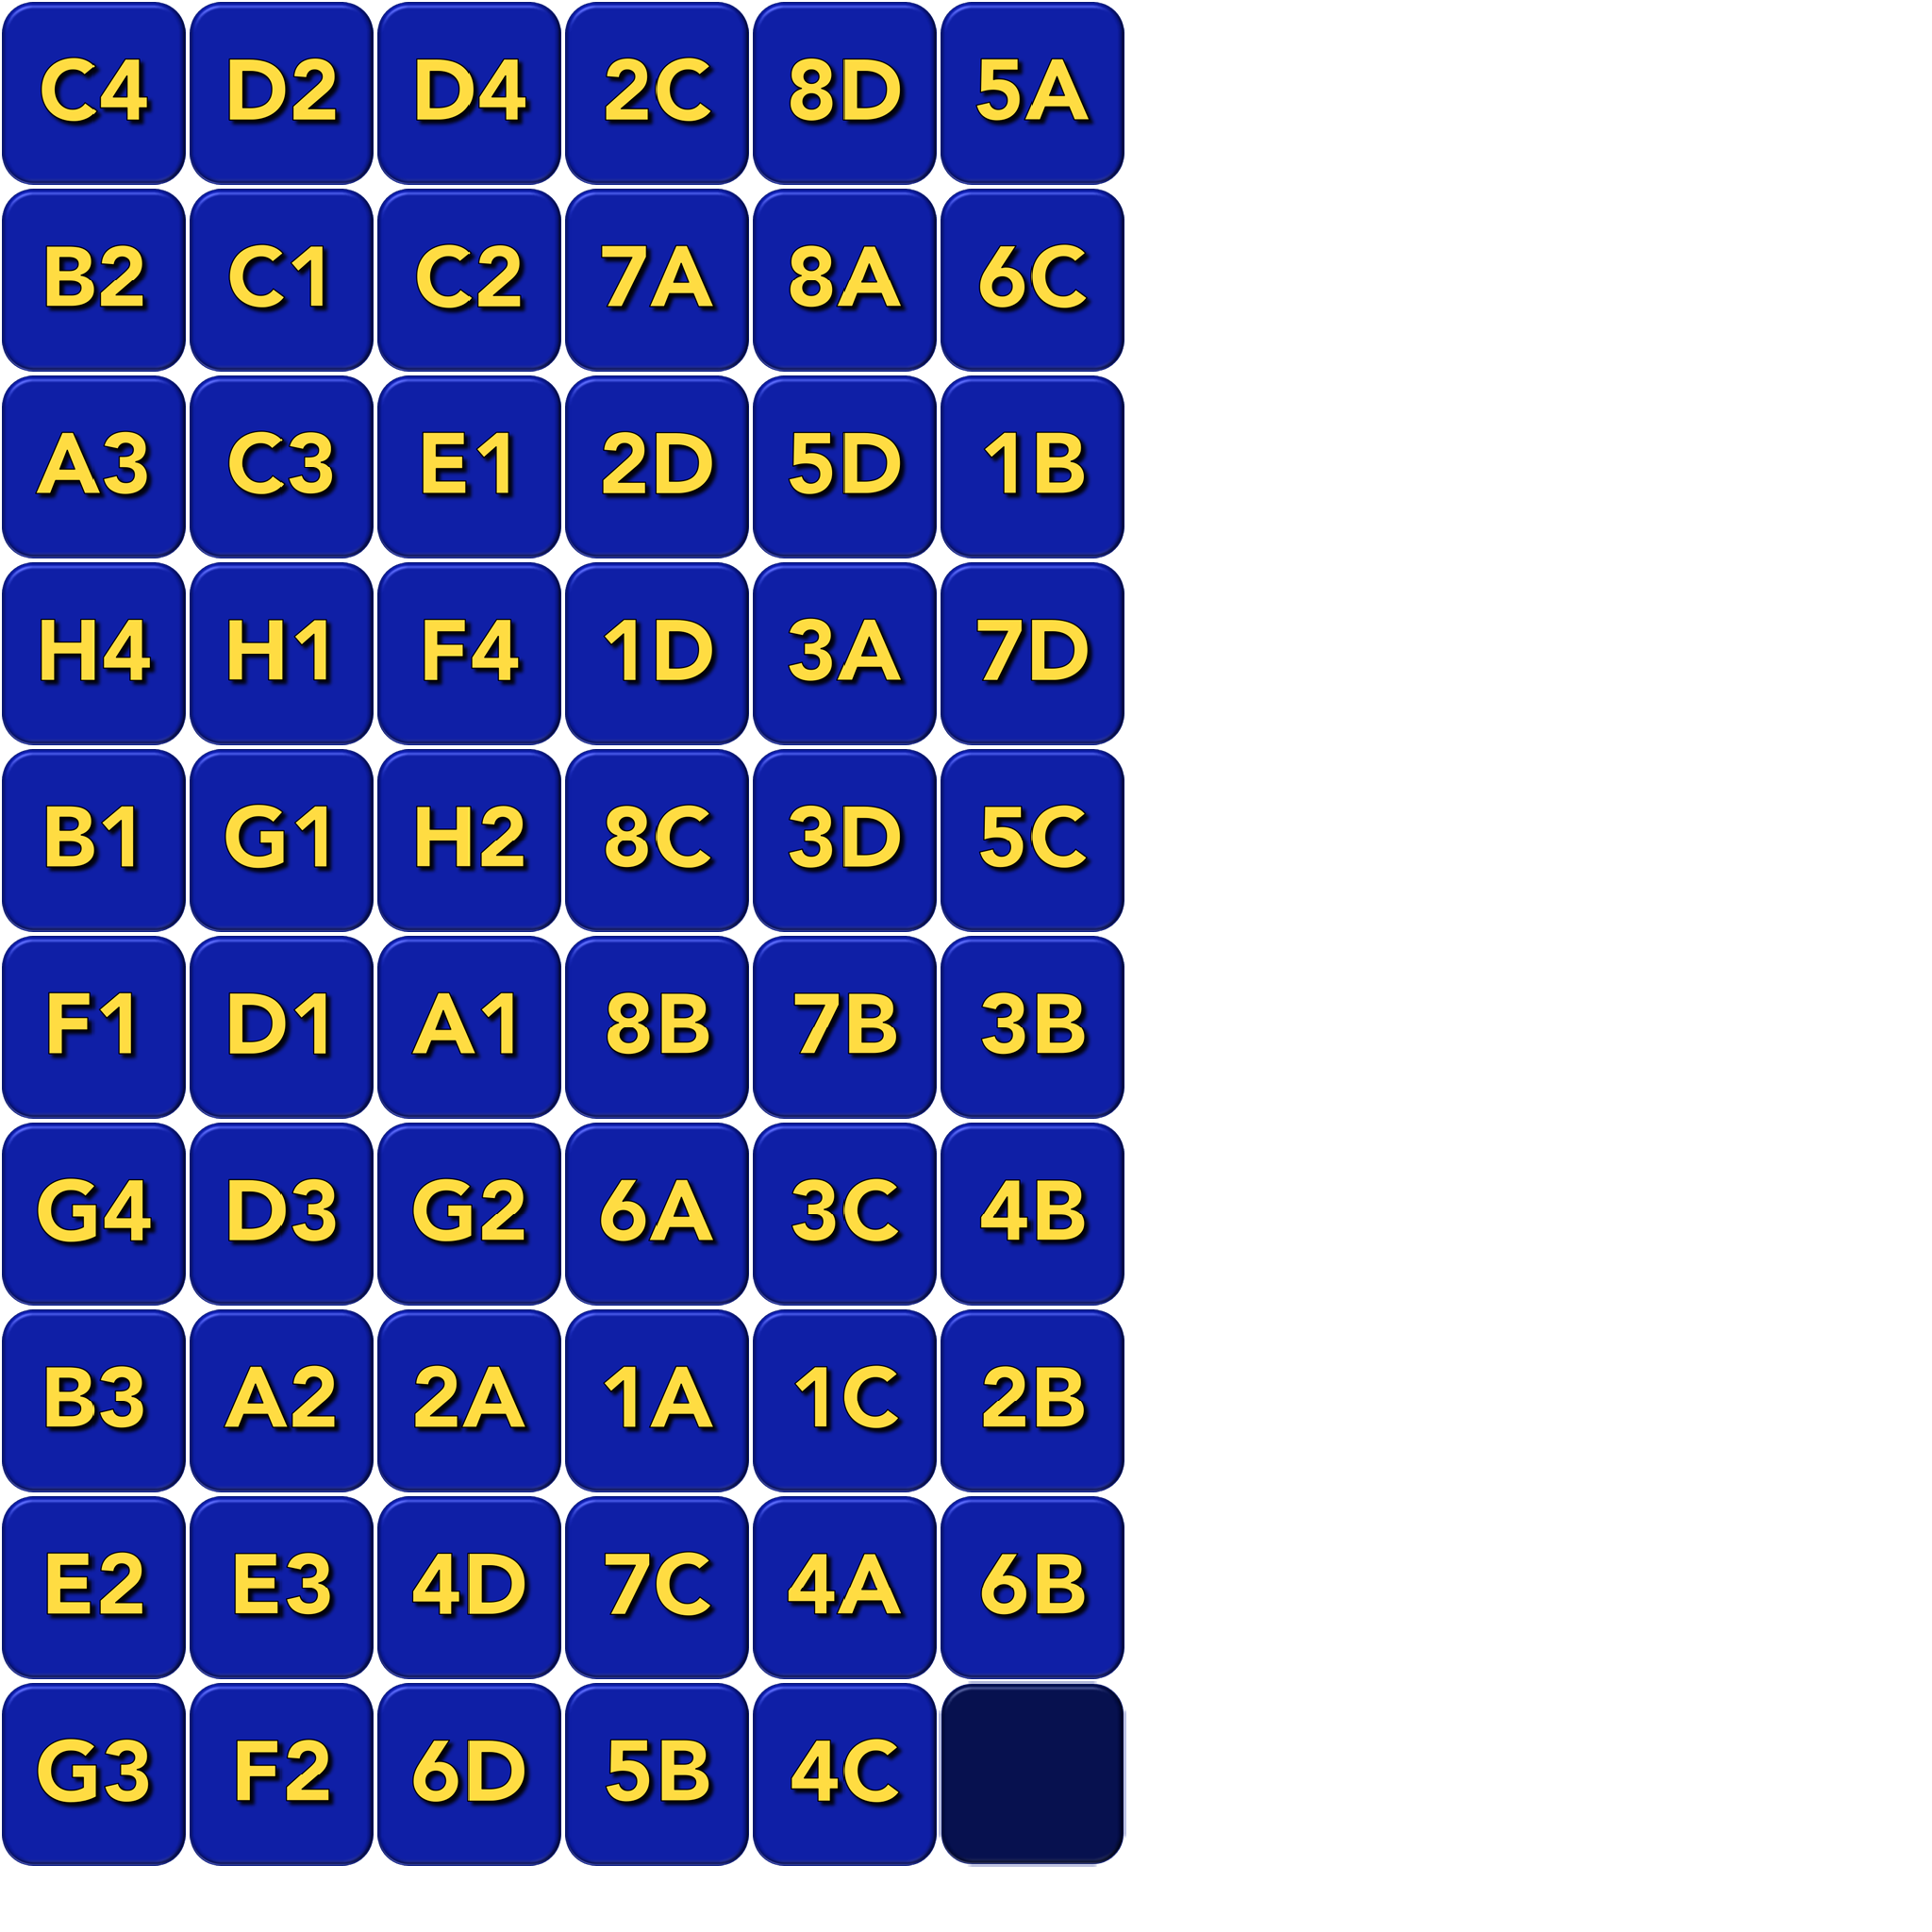 C4 D2 D4 2C 8D 5A
B2 C1 C2 7A 8A 6C
A3 C3 E1 2D 5D 1B
H4 H1 F4 1D 3A 7D
B1 G1 H2 8C 3D 5C
F1 D1 A1 8B 7B 3B
G4 D3 G2 6A 3C 4B
B3 A2 2A 1A 1C 2B
E2 E3 4D 7C 4A 6B
G3 F2 6D 5B 4C